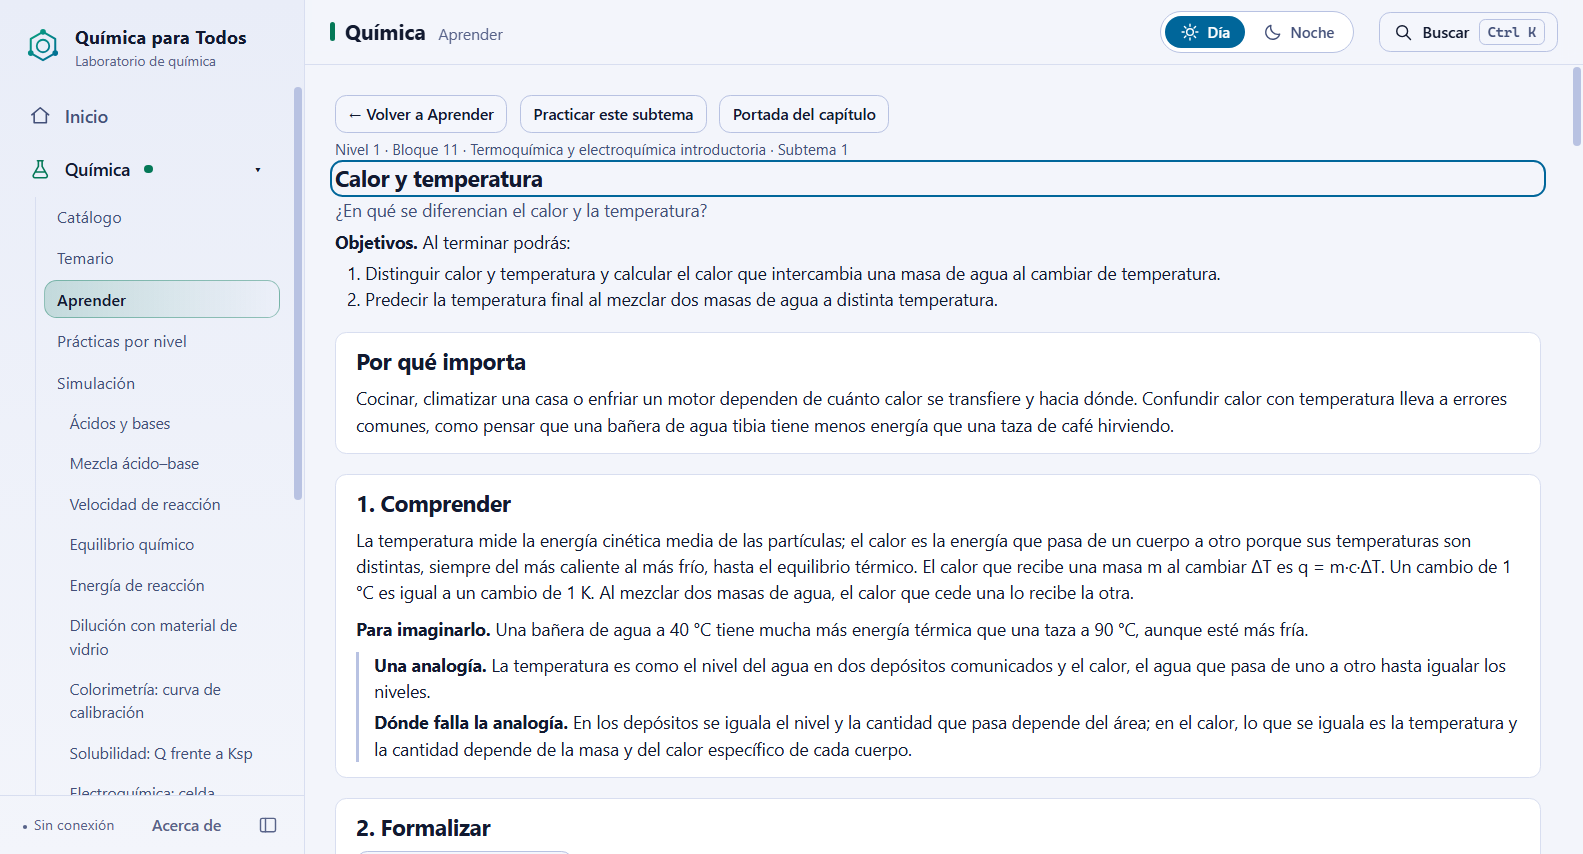 Química para Todos
Laboratorio de química
Inicio
Química
Catálogo
Temario
Aprender
Prácticas por nivel
Simulación
Ácidos y bases
Mezcla ácido–base
Velocidad de reacción
Equilibrio químico
Energía de reacción
Dilución con material de
vidrio
Colorimetría: curva de
calibración
Solubilidad: Q frente a Ksp
Electroquímica: celda
Sin conexión
Acerca de
Química Aprender
Día
Noche
Buscar Ctrl K
← Volver a Aprender
Practicar este subtema
Portada del capítulo
Nivel 1 · Bloque 11 · Termoquímica y electroquímica introductoria · Subtema 1
Calor y temperatura
¿En qué se diferencian el calor y la temperatura?
Objetivos. Al terminar podrás:
1. Distinguir calor y temperatura y calcular el calor que intercambia una masa de agua al cambiar de temperatura.
2. Predecir la temperatura final al mezclar dos masas de agua a distinta temperatura.
Por qué importa
Cocinar, climatizar una casa o enfriar un motor dependen de cuánto calor se transfiere y hacia dónde. Confundir calor con temperatura lleva a errores
comunes, como pensar que una bañera de agua tibia tiene menos energía que una taza de café hirviendo.
1. Comprender
La temperatura mide la energía cinética media de las partículas; el calor es la energía que pasa de un cuerpo a otro porque sus temperaturas son
distintas, siempre del más caliente al más frío, hasta el equilibrio térmico. El calor que recibe una masa m al cambiar ΔT es q = m·c·ΔT. Un cambio de 1
°C es igual a un cambio de 1 K. Al mezclar dos masas de agua, el calor que cede una lo recibe la otra.
Para imaginarlo. Una bañera de agua a 40 °C tiene mucha más energía térmica que una taza a 90 °C, aunque esté más fría.
Una analogía. La temperatura es como el nivel del agua en dos depósitos comunicados y el calor, el agua que pasa de uno a otro hasta igualar los
niveles.
Dónde falla la analogía. En los depósitos se iguala el nivel y la cantidad que pasa depende del área; en el calor, lo que se iguala es la temperatura y
la cantidad depende de la masa y del calor específico de cada cuerpo.
2. Formalizar